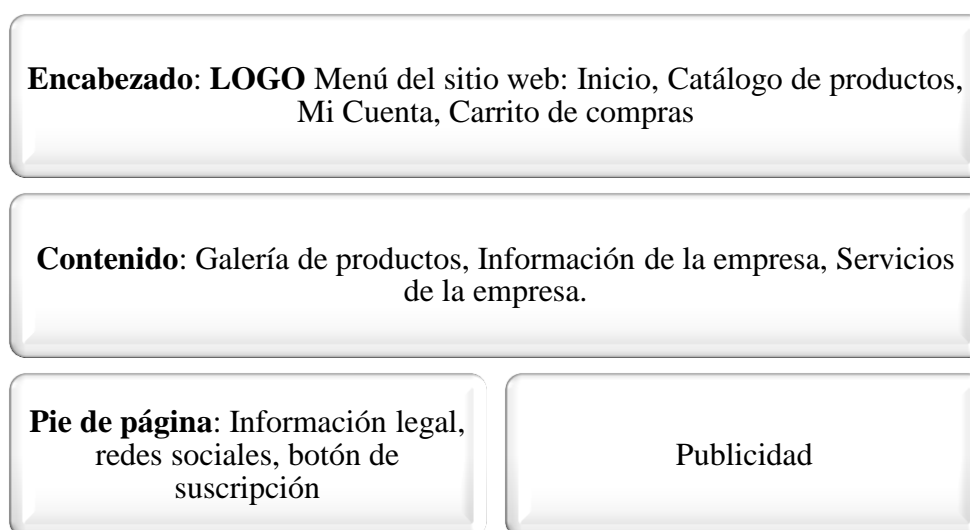 Encabezado: LOGO Menú del sitio web: Inicio, Catálogo de productos,
Mi Cuenta, Carrito de compras
Contenido: Galería de productos, Información de la empresa, Servicios
de la empresa.
Pie de página: Información legal,
redes sociales, botón de
suscripción
Publicidad